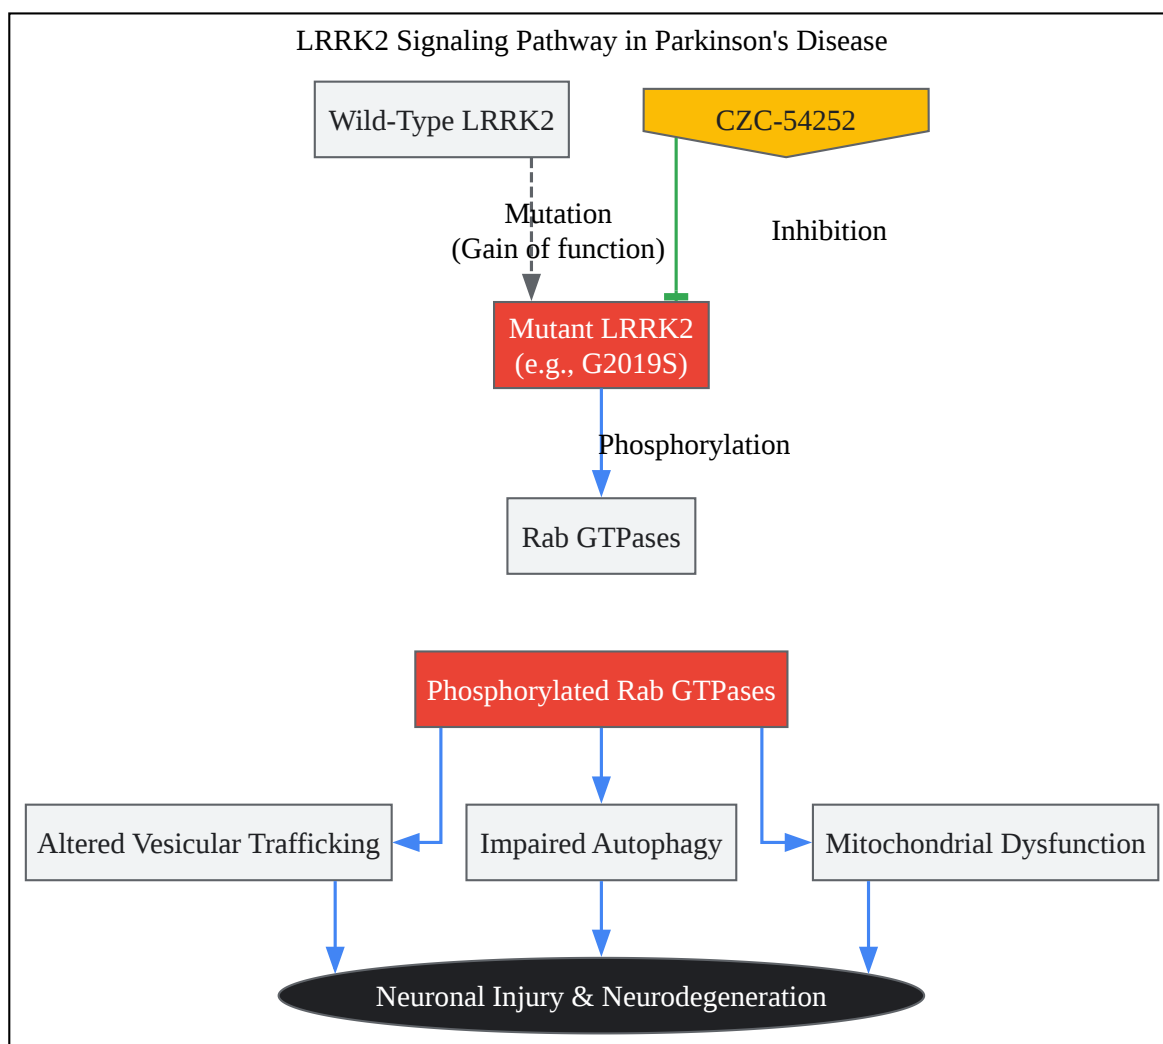 LRRK2 Signaling Pathway in Parkinson's Disease
Wild-Type LRRK2
CZC-54252
Mutation
(Gain of function)
Inhibition
Mutant LRRK2
(e.g., G2019S)
Phosphorylation
Rab GTPases
Phosphorylated Rab GTPases
Altered Vesicular Trafficking
Impaired Autophagy
Mitochondrial Dysfunction
Neuronal Injury & Neurodegeneration